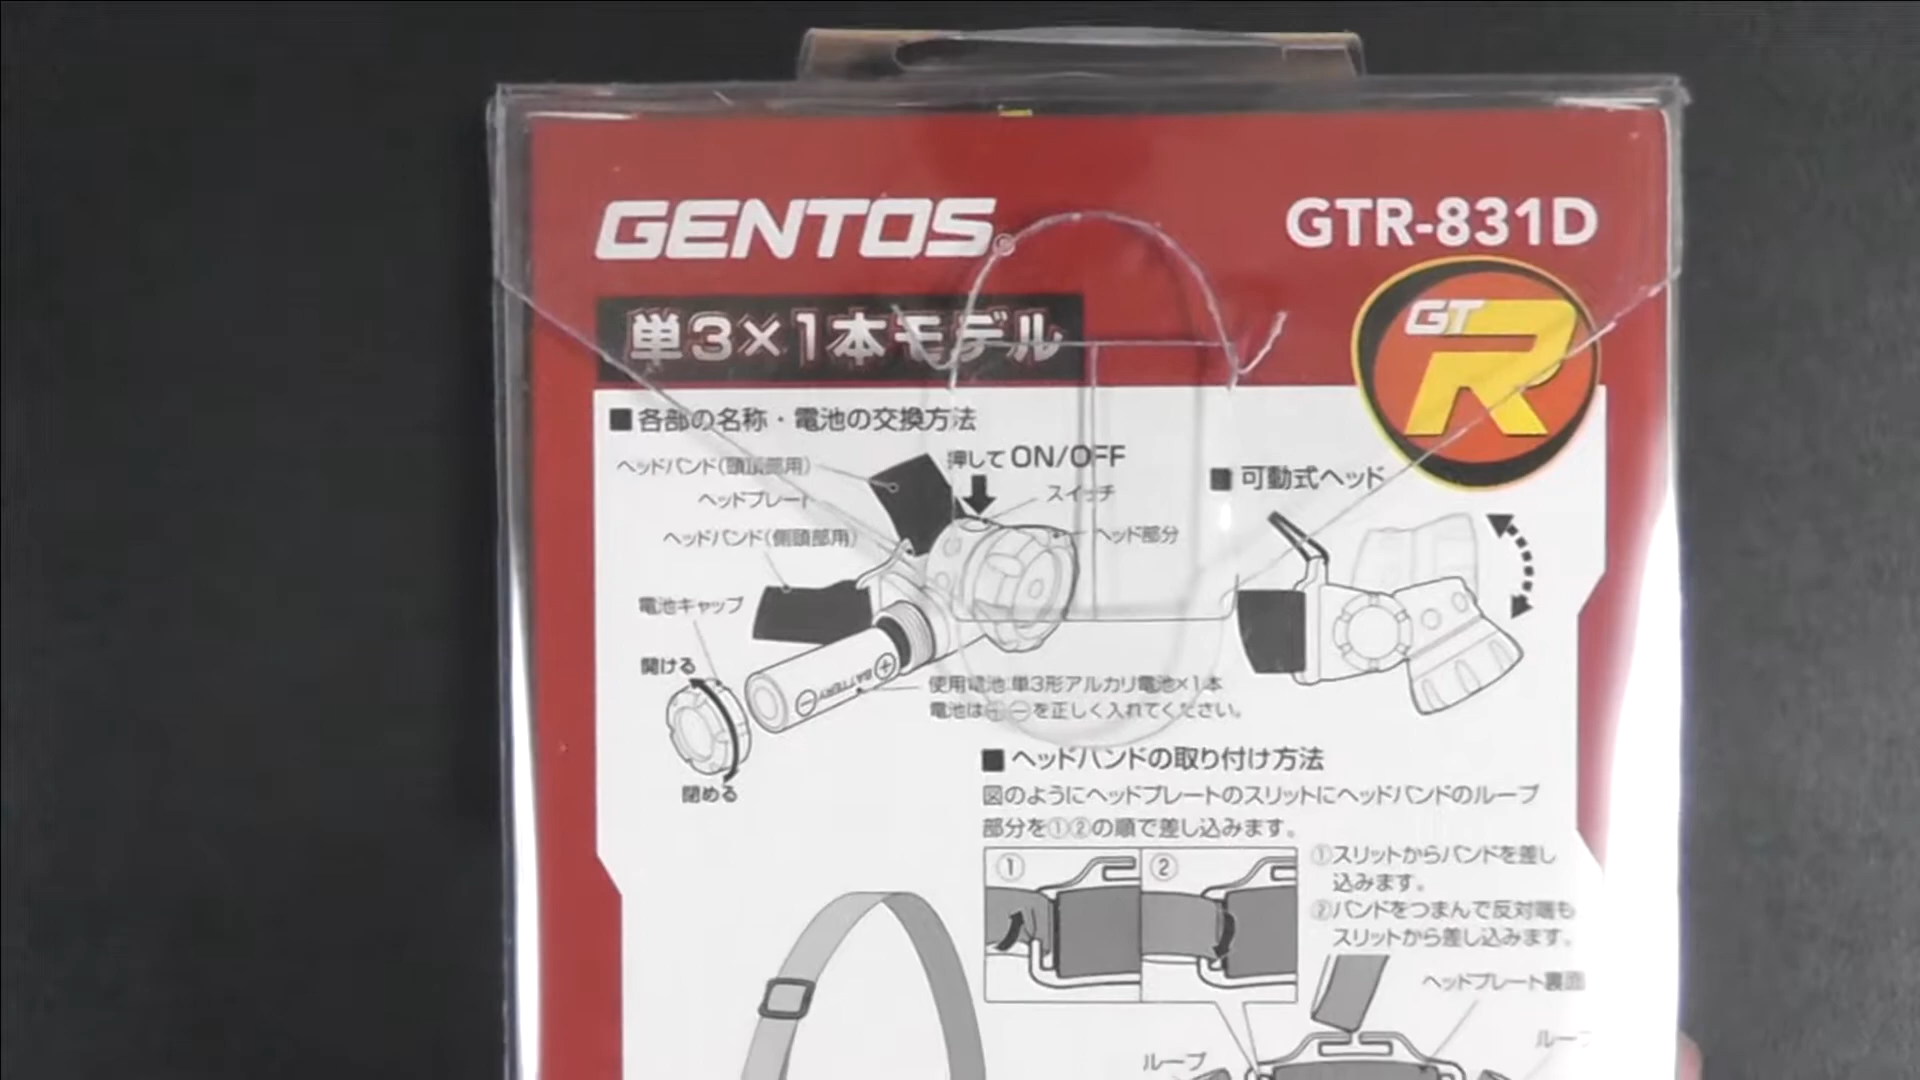 GENTOS
GTR-831D
単3×1本モデル
GT R
■各部の名称・電池の交換方法
ヘッドバンド(頭頂部用)
押して ON/OFF
スイッチ
ヘッドプレート
ヘッドバンド(側頭部用)
ヘッド部分
■可動式ヘッド
電池キャップ
開ける
閉める
BATTERY
使用電池:単3形アルカリ電池×1本
電池は⊕⊖を正しく入れてください。
■ヘッドバンドの取り付け方法
図のようにヘッドプレートのスリットにヘッドバンドのループ
部分を①②の順で差し込みます。
①
②
①スリットからバンドを差し
込みます。
②バンドをつまんで反対端も
スリットから差し込みます。
ヘッドプレート裏面
ループ
ループ